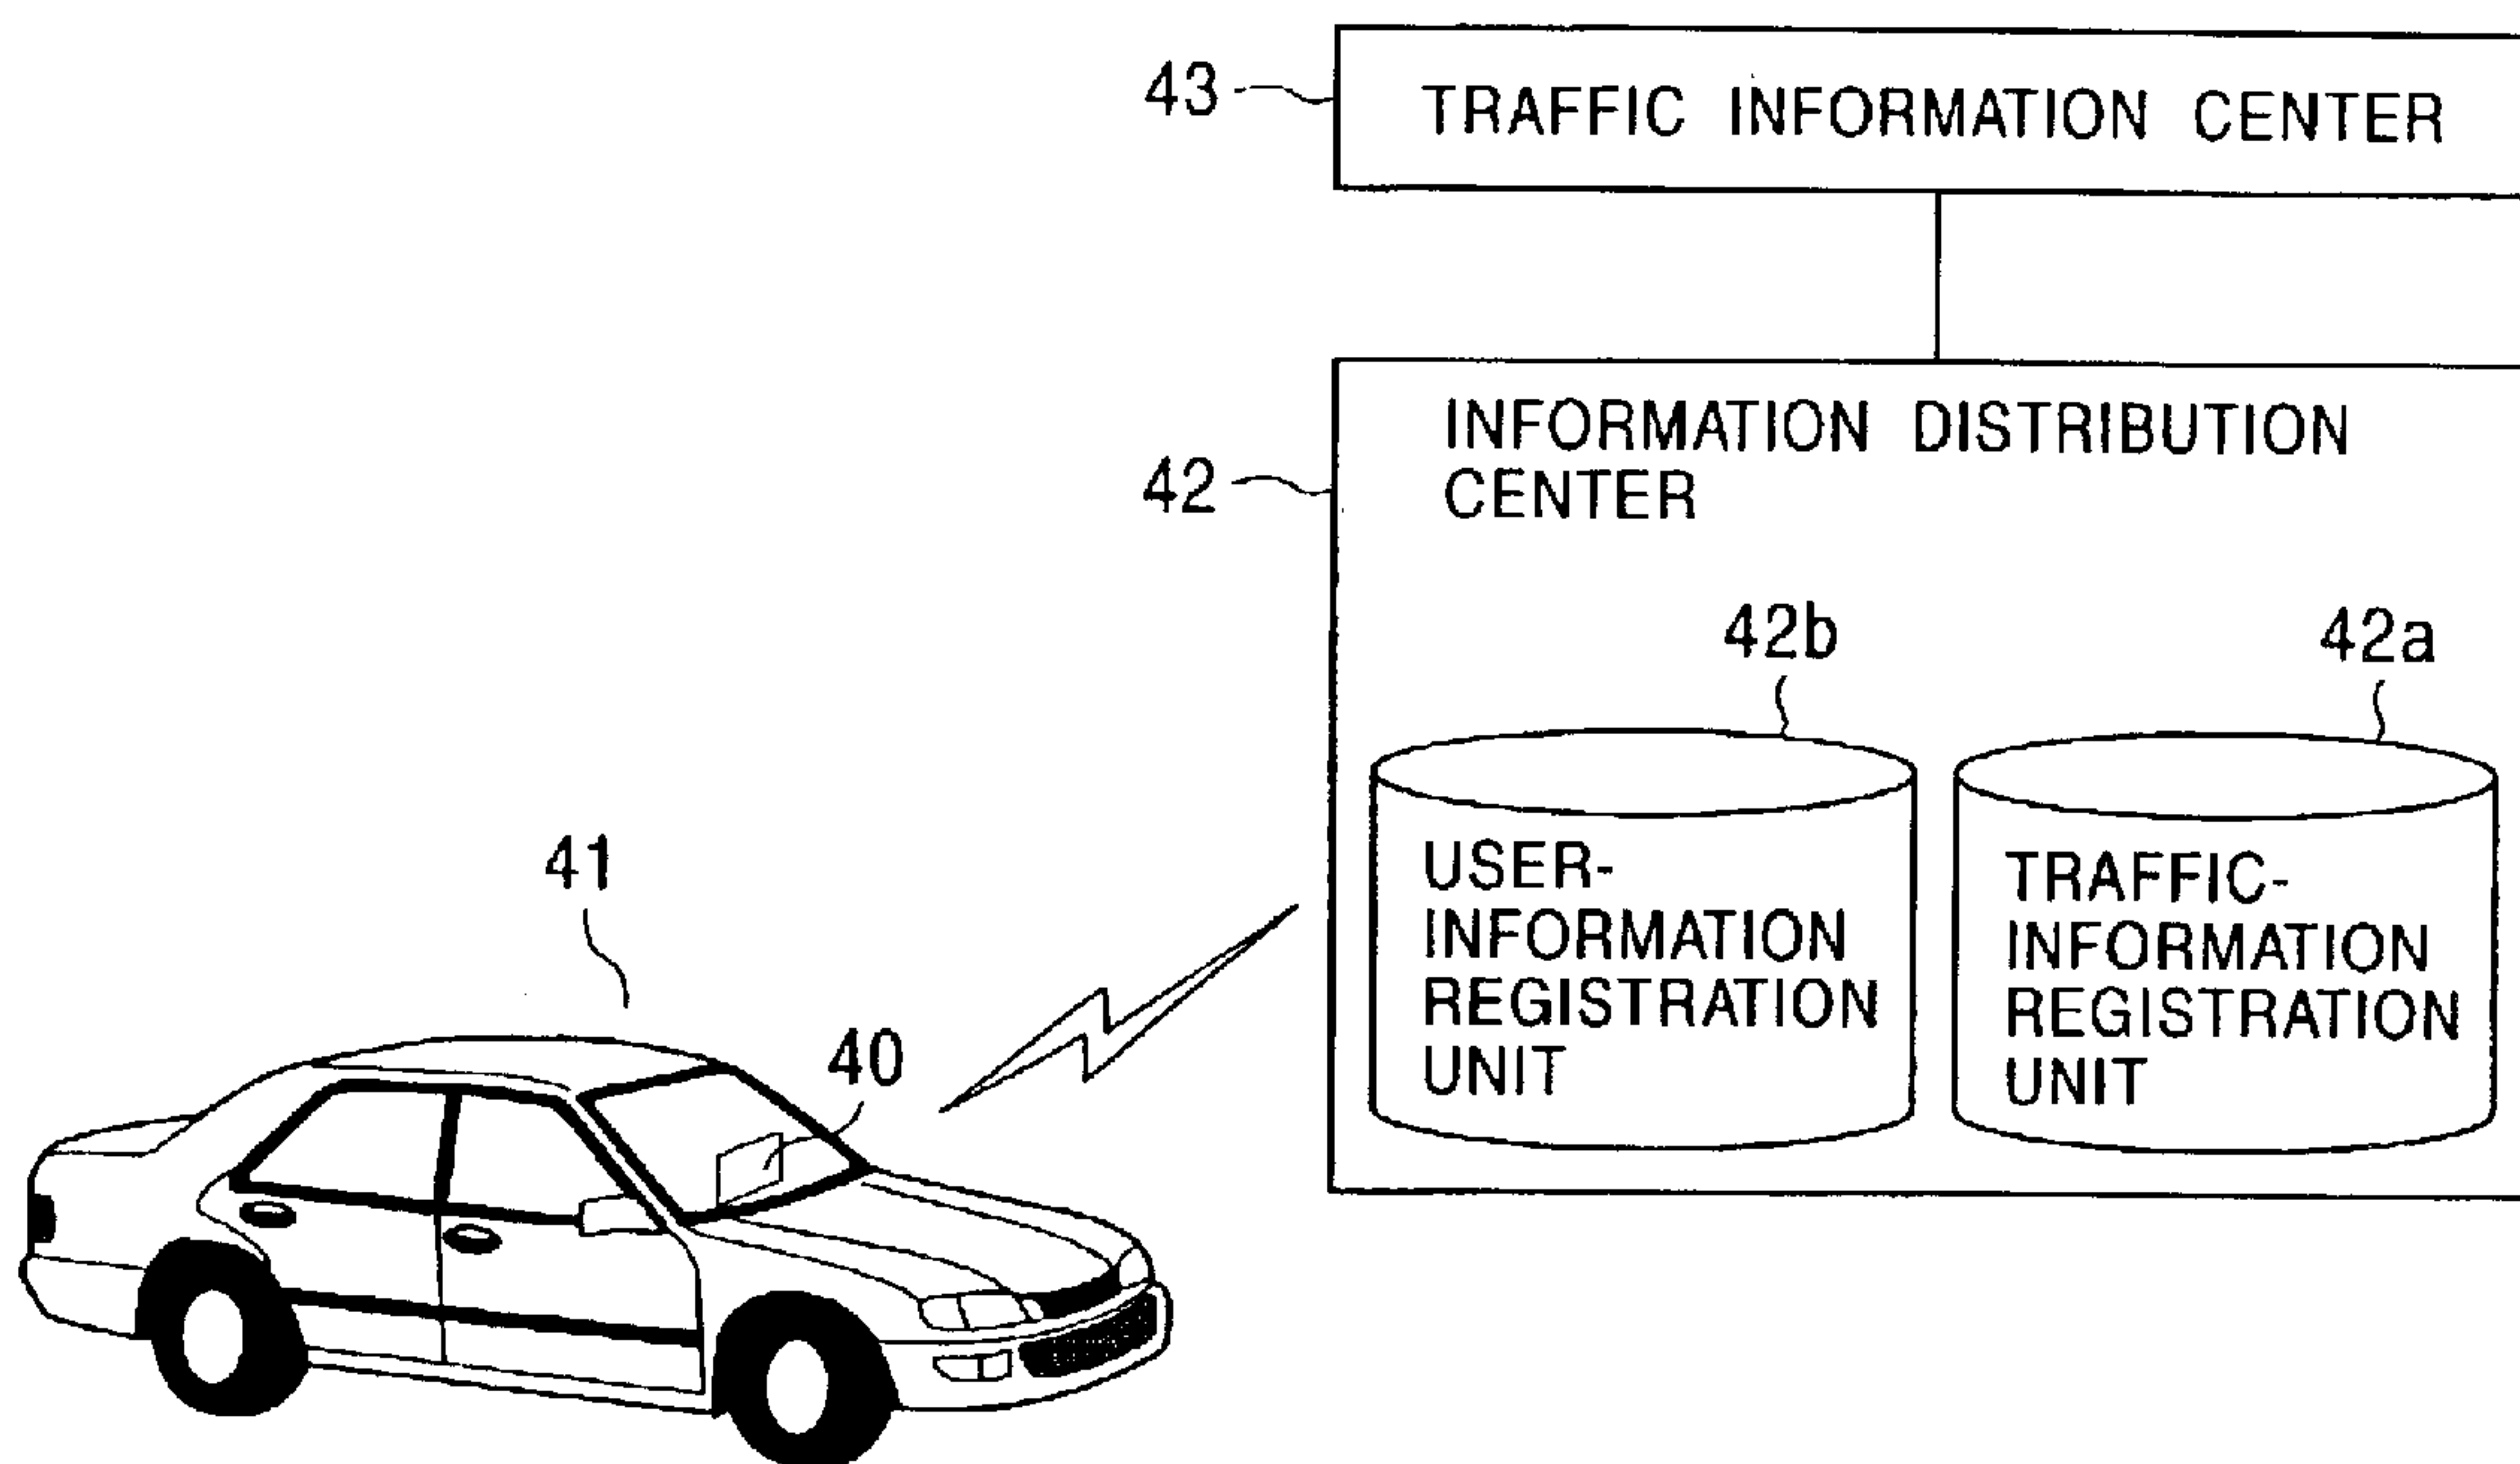 43
TRAFFIC INFORMATION CENTER
INFORMATION DISTRIBUTION
CENTER
42
42b
42a
USER-
INFORMATION
REGISTRATION
UNIT
TRAFFIC-
INFORMATION
REGISTRATION
UNIT
41
40